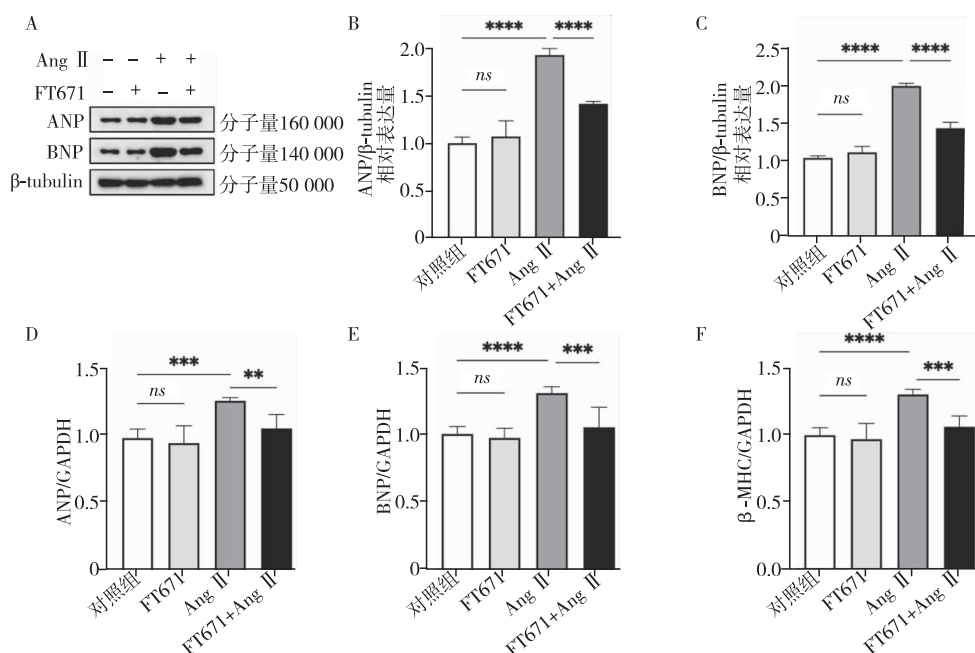 A
Ang Ⅱ － － + +
FT671 － + － +
ANP 分子量160 000
BNP 分子量140 000
β-tubulin 分子量50 000
B
ANP/β-tubulin
相对表达量
2.0
1.5
1.0
0.5
0
**** ****
ns
对照组
FT671
Ang Ⅱ
FT671+Ang Ⅱ
C
BNP/β-tubulin
相对表达量
2.5
2.0
1.5
1.0
0.5
0
**** ****
ns
对照组
FT671
Ang Ⅱ
FT671+Ang Ⅱ
D
ANP/GAPDH
1.5
1.0
0.5
0
*** **
ns
对照组
FT671
Ang Ⅱ
FT671+Ang Ⅱ
E
BNP/GAPDH
1.5
1.0
0.5
0
**** ***
ns
对照组
FT671
Ang Ⅱ
FT671+Ang Ⅱ
F
β-MHC/GAPDH
1.5
1.0
0.5
0.0
**** ***
ns
对照组
FT671
Ang Ⅱ
FT671+Ang Ⅱ